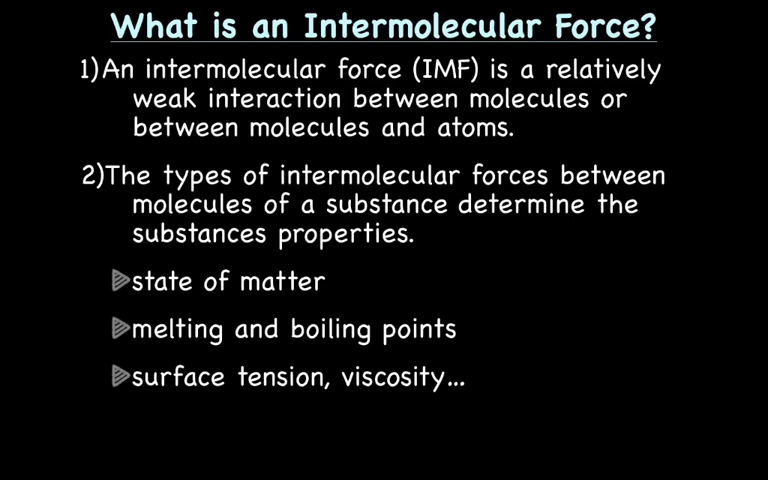 What is an Intermolecular Force?
1)An intermolecular force (IMF) is a relatively
weak interaction between molecules or
between molecules and atoms.
2)The types of intermolecular forces between
molecules of a substance determine the
substances properties.
state of matter
melting and boiling points
surface tension, viscosity...